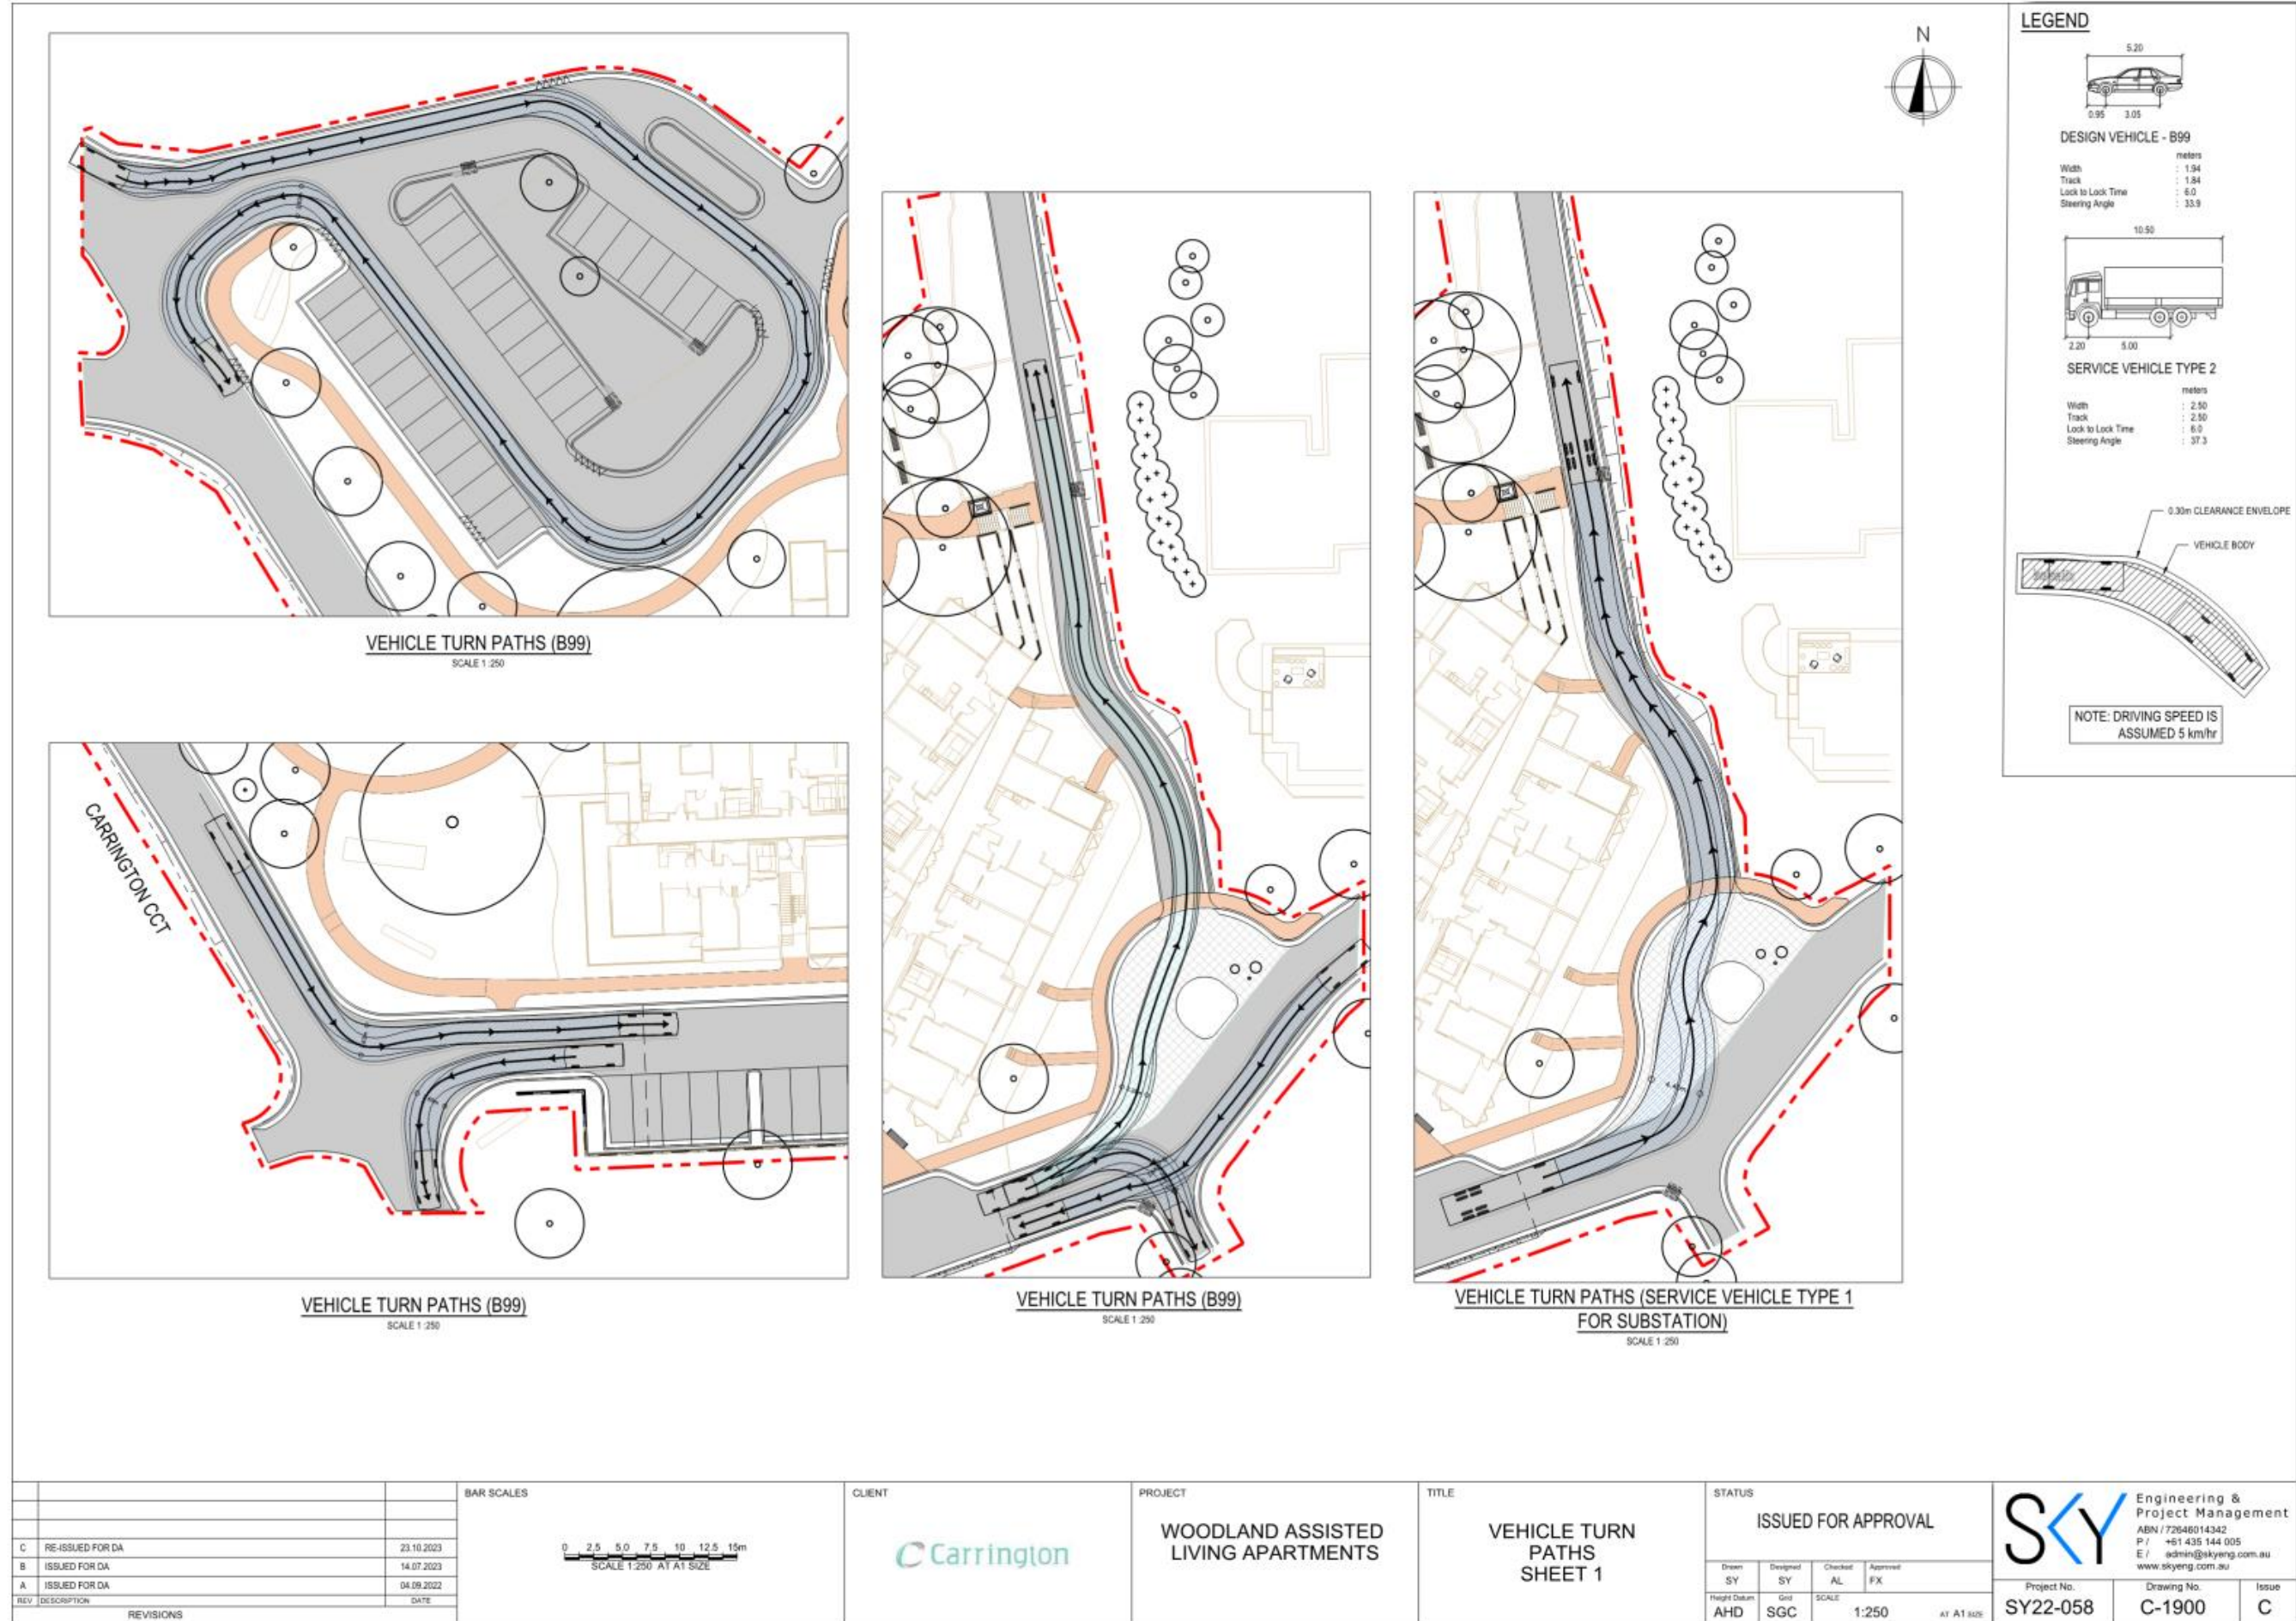 N
LEGEND
5.20
0.95 3.05
DESIGN VEHICLE - B99
meters
Width : 1.94
Track : 1.84
Lock to Lock Time : 6.0
Steering Angle : 33.9
10.50
2.20 5.00
SERVICE VEHICLE TYPE 2
meters
Width : 2.50
Track : 2.50
Lock to Lock Time : 6.0
Steering Angle : 37.3
0.30m CLEARANCE ENVELOPE
VEHICLE BODY
NOTE: DRIVING SPEED IS
ASSUMED 5 km/hr
VEHICLE TURN PATHS (B99)
SCALE 1 :250
CARRINGTON CCT
VEHICLE TURN PATHS (B99)
SCALE 1 :250
VEHICLE TURN PATHS (B99)
SCALE 1 :250
VEHICLE TURN PATHS (SERVICE VEHICLE TYPE 1
FOR SUBSTATION)
SCALE 1 :250
C RE-ISSUED FOR DA 23.10.2023
B ISSUED FOR DA 14.07.2023
A ISSUED FOR DA 04.09.2022
REV DESCRIPTION DATE
REVISIONS
BAR SCALES
0 2.5 5.0 7.5 10 12.5 15m
SCALE 1:250 AT A1 SIZE
CLIENT
Carrington
PROJECT
WOODLAND ASSISTED
LIVING APARTMENTS
TITLE
VEHICLE TURN
PATHS
SHEET 1
STATUS
ISSUED FOR APPROVAL
Drawn Designed Checked Approved
SY SY AL FX
Height Datum Grid SCALE
AHD SGC 1:250 AT A1 SIZE
SKY
Engineering &
Project Management
ABN / 72646014342
P / +61 435 144 005
E / admin@skyeng.com.au
www.skyeng.com.au
Project No. Drawing No. Issue
SY22-058 C-1900 C